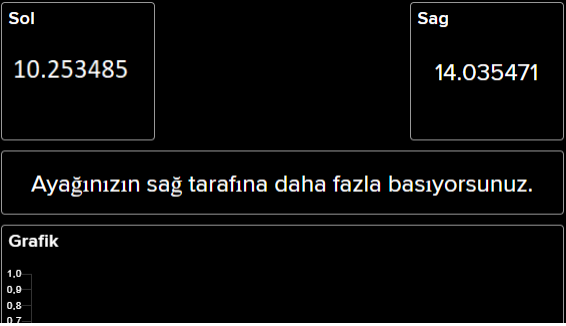 Sol
Sag
10.253485
14.035471
Ayağınızın sağ tarafına daha fazla basıyorsunuz.
Grafik
1,0
0,9
0,8
0,7